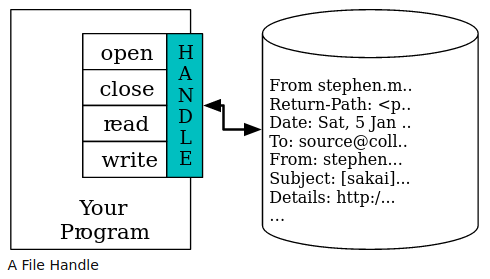 open
close
read
write
HANDLE
Your
Program
From stephen.m..
Return-Path: <p..
Date: Sat, 5 Jan ..
To: source@coll..
From: stephen...
Subject: [sakai]...
Details: http:/...
...
A File Handle